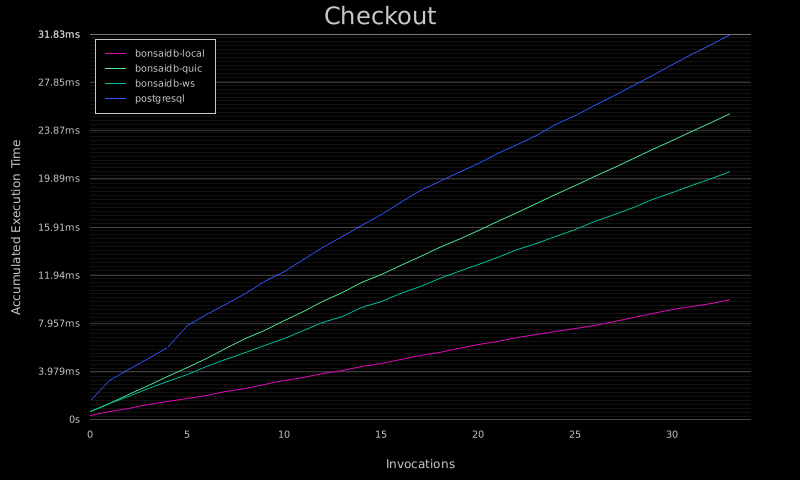 Checkout
31.83ms
27.85ms
23.87ms
19.89ms
15.91ms
11.94ms
7.957ms
3.979ms
0s
bonsaidb-local
bonsaidb-quic
bonsaidb-ws
postgresql
Accumulated Execution Time
0 5 10 15 20 25 30
Invocations